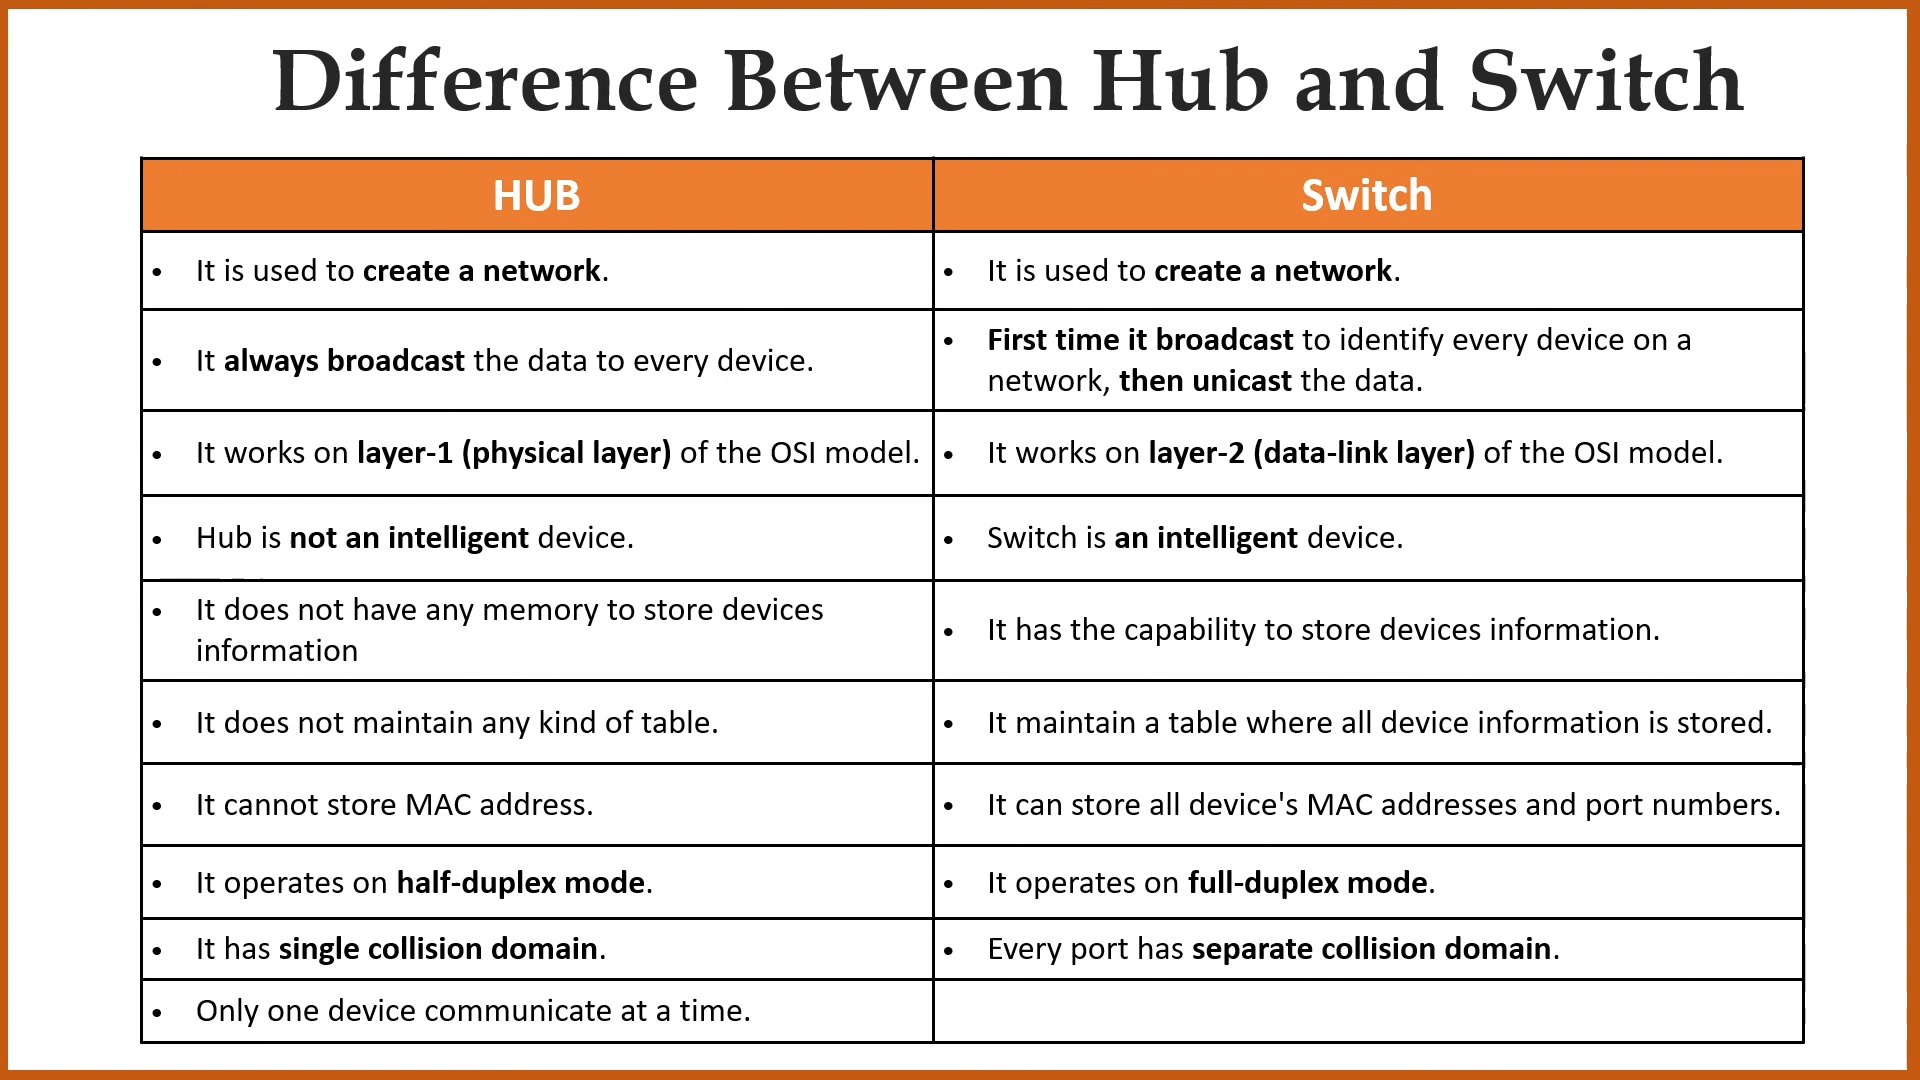 Difference Between Hub and Switch
HUB
Switch
• It is used to create a network.
• It is used to create a network.
• It always broadcast the data to every device.
• First time it broadcast to identify every device on a
network, then unicast the data.
• It works on layer-1 (physical layer) of the OSI model.
• It works on layer-2 (data-link layer) of the OSI model.
• Hub is not an intelligent device.
• Switch is an intelligent device.
• It does not have any memory to store devices
information
• It has the capability to store devices information.
• It does not maintain any kind of table.
• It maintain a table where all device information is stored.
• It cannot store MAC address.
• It can store all device's MAC addresses and port numbers.
• It operates on half-duplex mode.
• It operates on full-duplex mode.
• It has single collision domain.
• Every port has separate collision domain.
• Only one device communicate at a time.